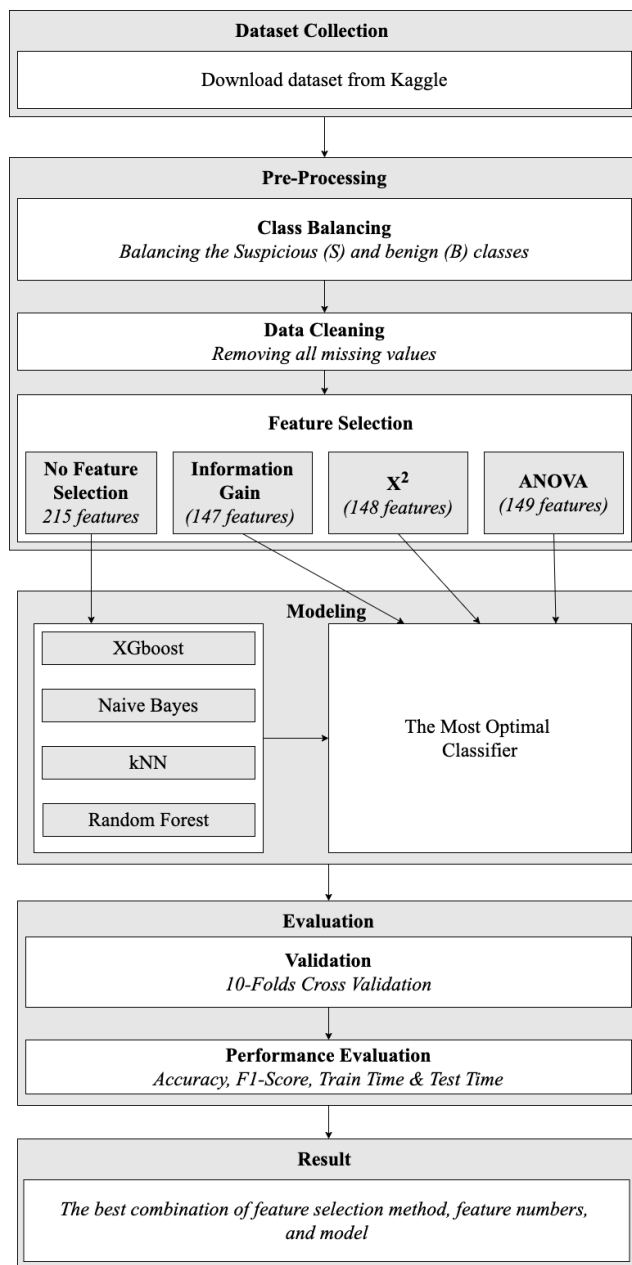 Dataset Collection
Download dataset from Kaggle
Pre-Processing
Class Balancing
Balancing the Suspicious (S) and benign (B) classes
Data Cleaning
Removing all missing values
Feature Selection
No Feature
Selection
215 features
Information
Gain
(147 features)
X²
(148 features)
ANOVA
(149 features)
Modeling
XGboost
Naive Bayes
kNN
Random Forest
The Most Optimal
Classifier
Evaluation
Validation
10-Folds Cross Validation
Performance Evaluation
Accuracy, F1-Score, Train Time & Test Time
Result
The best combination of feature selection method, feature numbers,
and model